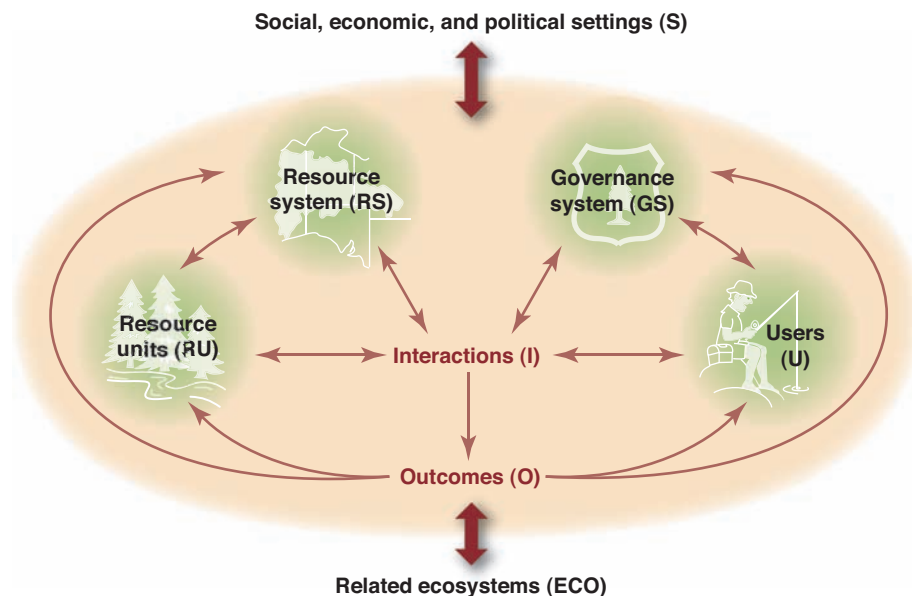 Social, economic, and political settings (S)
Resource
system (RS)
Governance
system (GS)
Resource
units (RU)
Users
(U)
Interactions (I)
Outcomes (O)
Related ecosystems (ECO)